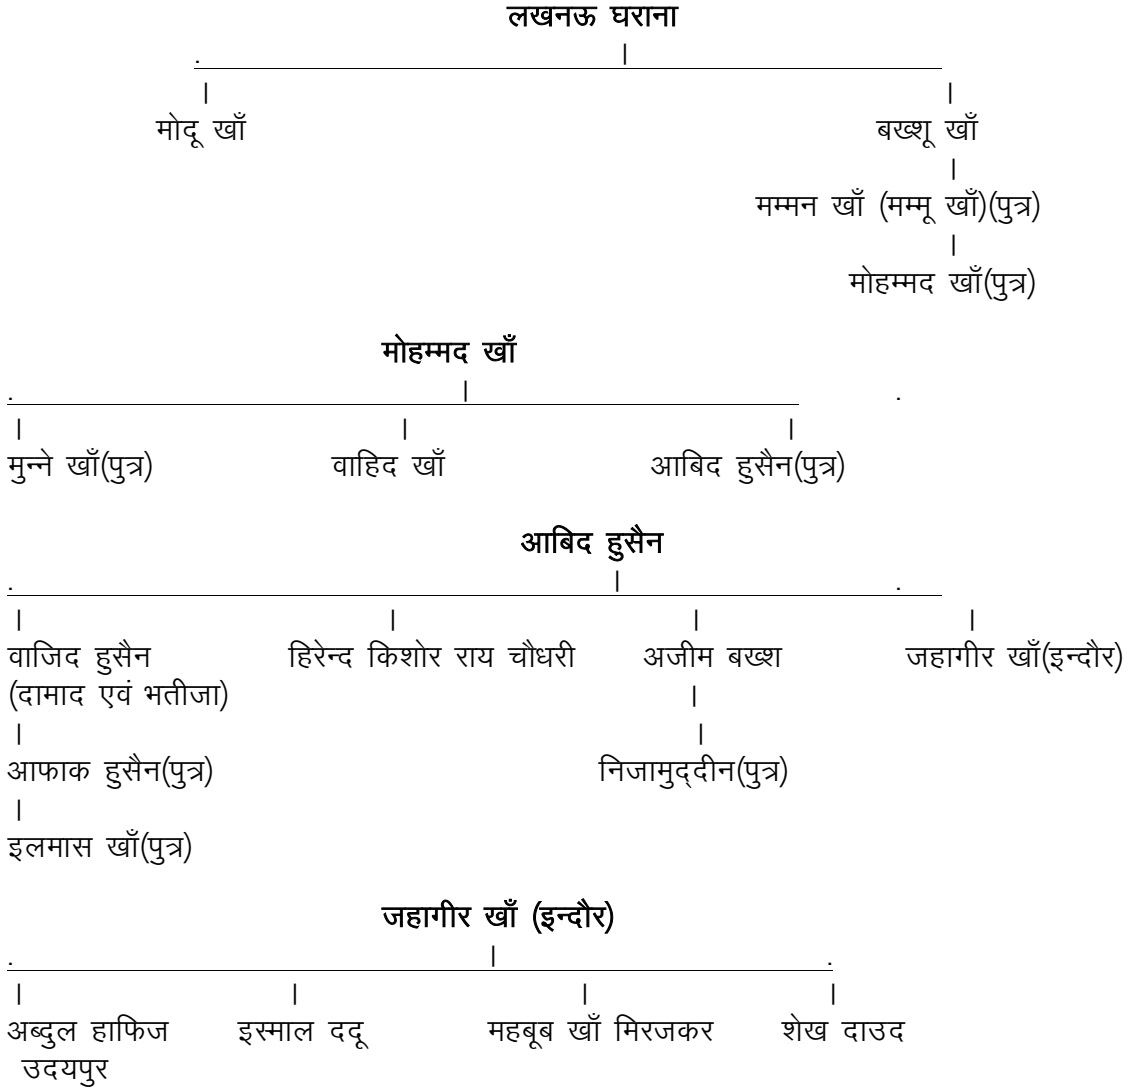 लखनऊ घराना
मोदू खाँ बख्शू खाँ
मम्मन खाँ (मम्मू खाँ)(पुत्र)
मोहम्मद खाँ(पुत्र)
मोहम्मद खाँ
मुन्ने खाँ(पुत्र) वाहिद खाँ आबिद हुसैन(पुत्र)
आबिद हुसैन
वाजिद हुसैन हिरेन्द किशोर राय चौधरी अजीम बख्श जहागीर खाँ(इन्दौर)
(दामाद एवं भतीजा)
आफाक हुसैन(पुत्र) निजामुद्दीन(पुत्र)
इलमास खाँ(पुत्र)
जहागीर खाँ (इन्दौर)
अब्दुल हाफिज इस्माल ददू महबूब खाँ मिरजकर शेख दाउद
उदयपुर